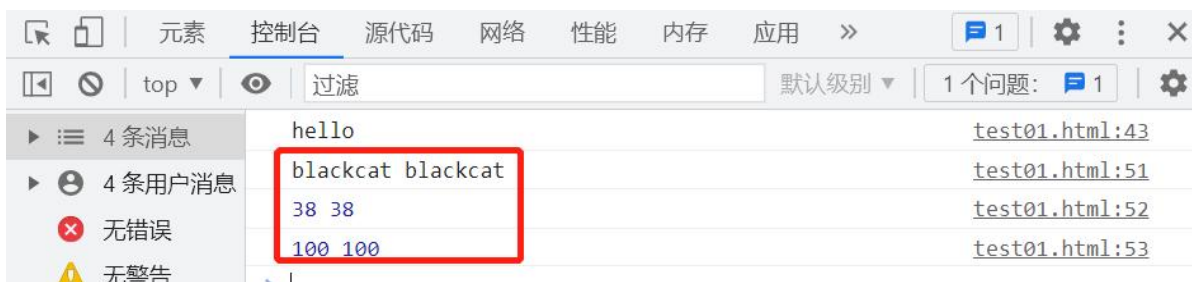 元素 控制台 源代码 网络 性能 内存 应用 » 1
top ▼ 过滤 默认级别 ▼ 1 个问题: 1
4 条消息
hello test01.html:43
blackcat blackcat test01.html:51
4 条用户消息
38 38 test01.html:52
无错误
100 100 test01.html:53
无警告